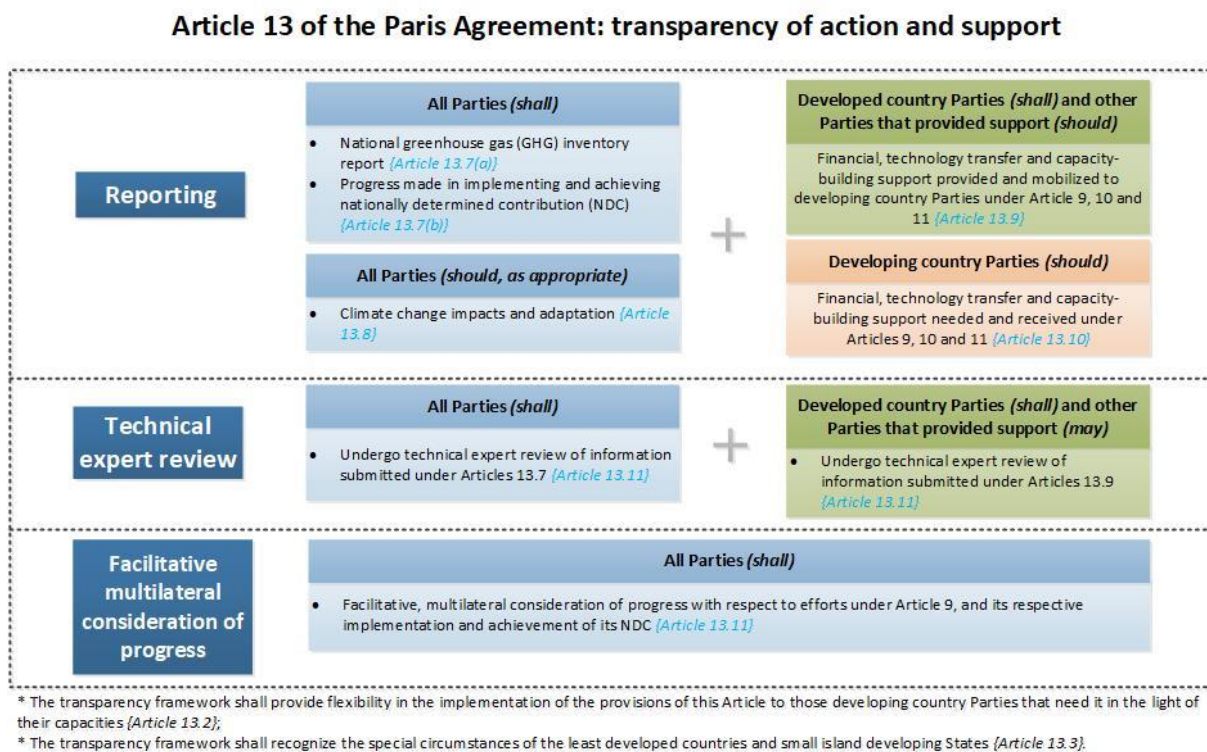 Article 13 of the Paris Agreement: transparency of action and support
Reporting
All Parties (shall)
• National greenhouse gas (GHG) inventory
report {Article 13.7(a)}
• Progress made in implementing and achieving
nationally determined contribution (NDC)
{Article 13.7(b)}
All Parties (should, as appropriate)
• Climate change impacts and adaptation {Article
13.8}
+
Developed country Parties (shall) and other
Parties that provided support (should)
Financial, technology transfer and capacity-
building support provided and mobilized to
developing country Parties under Article 9, 10 and
11 {Article 13.9}
Developing country Parties (should)
Financial, technology transfer and capacity-
building support needed and received under
Articles 9, 10 and 11 {Article 13.10}
Technical
expert review
All Parties (shall)
• Undergo technical expert review of information
submitted under Articles 13.7 {Article 13.11}
+
Developed country Parties (shall) and other
Parties that provided support (may)
• Undergo technical expert review of
information submitted under Articles 13.9
{Article 13.11}
Facilitative
multilateral
consideration of
progress
All Parties (shall)
• Facilitative, multilateral consideration of progress with respect to efforts under Article 9, and its respective
implementation and achievement of its NDC {Article 13.11}
* The transparency framework shall provide flexibility in the implementation of the provisions of this Article to those developing country Parties that need it in the light of
their capacities {Article 13.2};
* The transparency framework shall recognize the special circumstances of the least developed countries and small island developing States {Article 13.3}.